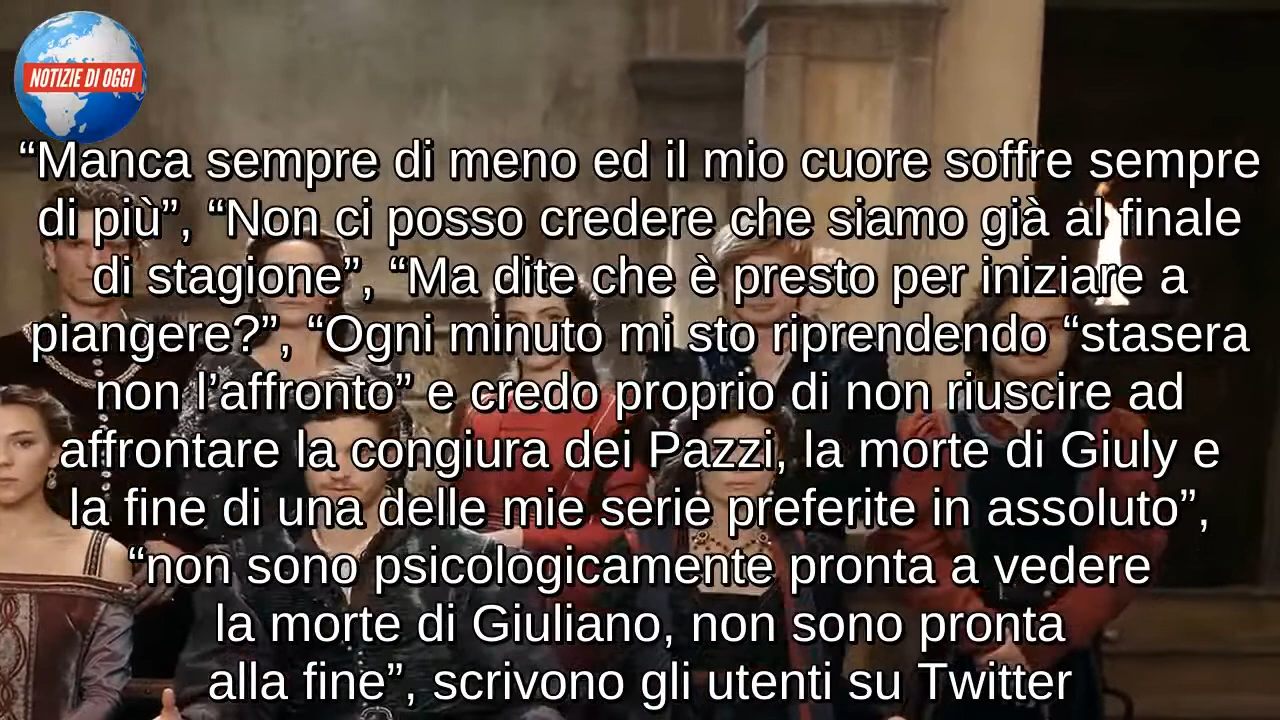 NOTIZIE DI OGGI
“Manca sempre di meno ed il mio cuore soffre sempre
di più”, “Non ci posso credere che siamo già al finale
di stagione”, “Ma dite che è presto per iniziare a
piangere?”, “Ogni minuto mi sto riprendendo “stasera
non l’affronto” e credo proprio di non riuscire ad
affrontare la congiura dei Pazzi, la morte di Giuly e
la fine di una delle mie serie preferite in assoluto”,
“non sono psicologicamente pronta a vedere
la morte di Giuliano, non sono pronta
alla fine”, scrivono gli utenti su Twitter